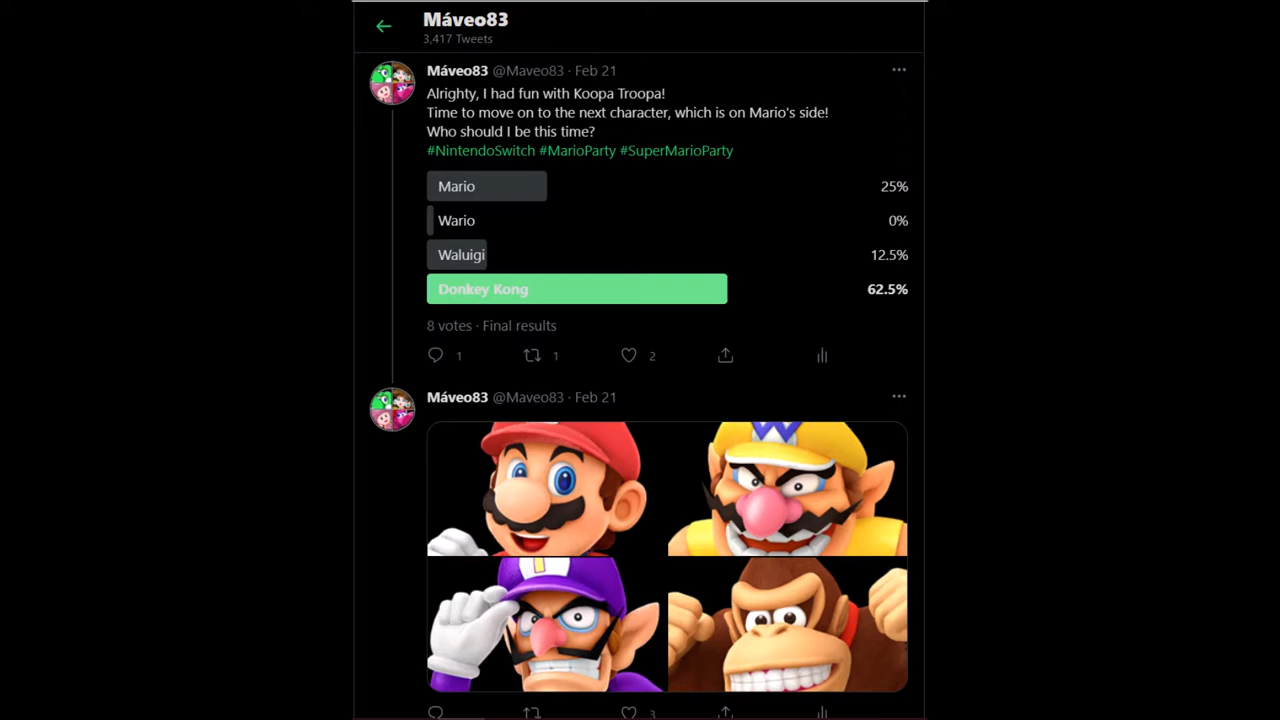 Máveo83
3,417 Tweets
Máveo83 @Maveo83 · Feb 21
Alrighty, I had fun with Koopa Troopa!
Time to move on to the next character, which is on Mario's side!
Who should I be this time?
#NintendoSwitch #MarioParty #SuperMarioParty
Mario 25%
Wario 0%
Waluigi 12.5%
Donkey Kong 62.5%
8 votes · Final results
1 1 2
Máveo83 @Maveo83 · Feb 21
3